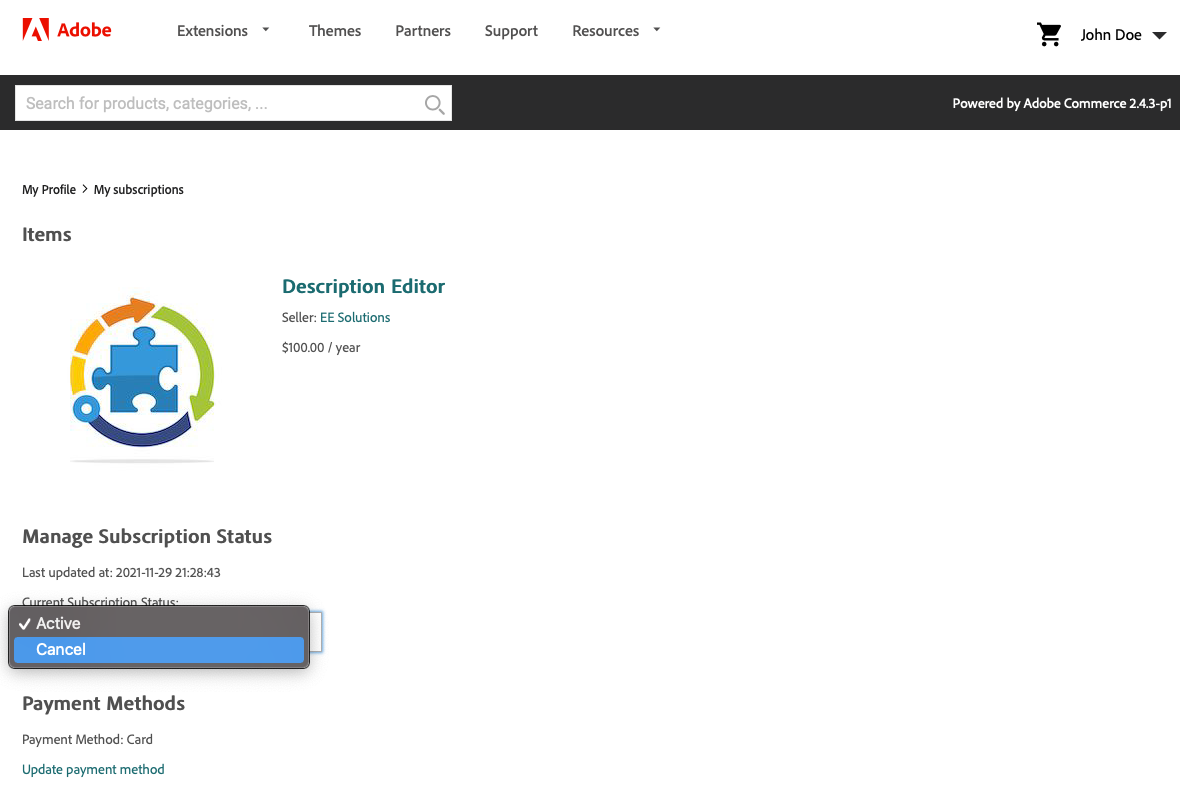 Adobe
Extensions
Themes
Partners
Support
Resources
John Doe
Search for products, categories, ...
Powered by Adobe Commerce 2.4.3-p1
My Profile > My subscriptions
Items
Description Editor
Seller: EE Solutions
$100.00 / year
Manage Subscription Status
Last updated at: 2021-11-29 21:28:43
Current Subscription Status:
✓ Active
Cancel
Payment Methods
Payment Method: Card
Update payment method